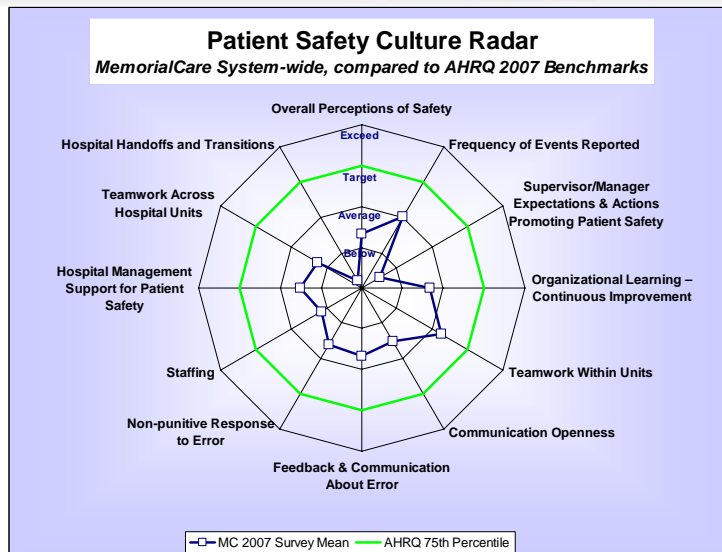 Patient Safety Culture Radar
MemorialCare System-wide, compared to AHRQ 2007 Benchmarks
Overall Perceptions of Safety
Exceed
Target
Average
Below
Frequency of Events Reported
Supervisor/Manager
Expectations & Actions
Promoting Patient Safety
Organizational Learning –
Continuous Improvement
Teamwork Within Units
Communication Openness
Feedback & Communication
About Error
Non-punitive Response
to Error
Staffing
Hospital Management
Support for Patient
Safety
Teamwork Across
Hospital Units
Hospital Handoffs and Transitions
MC 2007 Survey Mean
AHRQ 75th Percentile